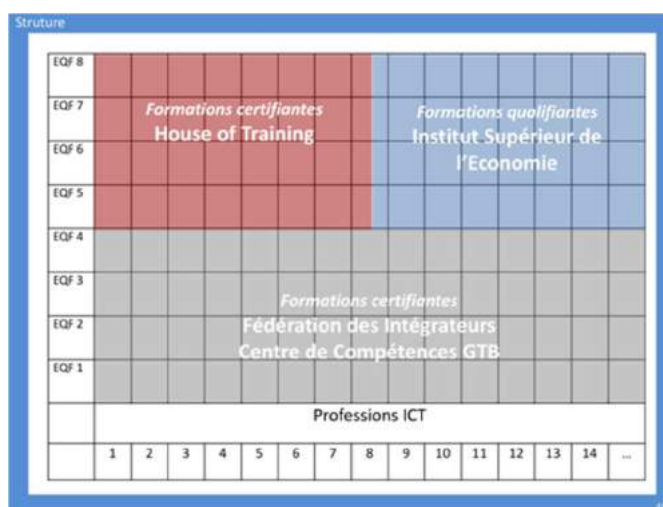 Struture
EQF 8
EQF 7
EQF 6
EQF 5
EQF 4
EQF 3
EQF 2
EQF 1
Formations certifiantes
House of Training
Formations qualifiantes
Institut Supérieur de
l'Economie
Formations certifiantes
Fédération des Intégrateurs
Centre de Compétences GTB
Professions ICT
1 2 3 4 5 6 7 8 9 10 11 12 13 14 ...